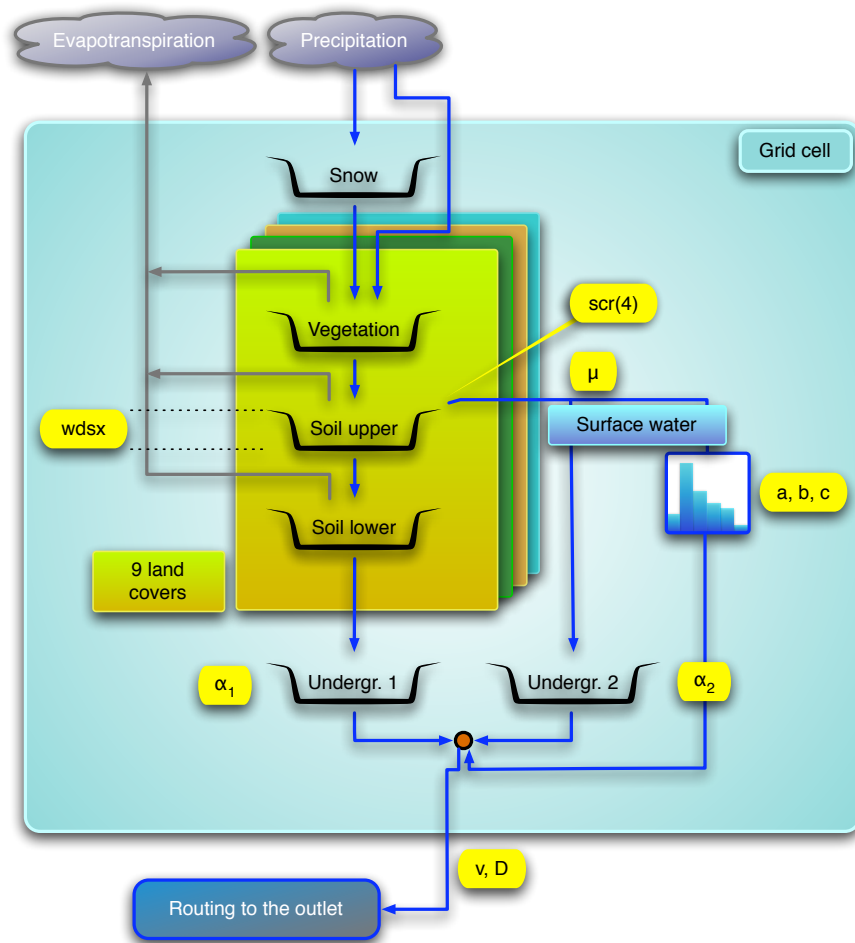 Evapotranspiration
Precipitation
Grid cell
Snow
scr(4)
Vegetation
μ
wdsx
Soil upper
Surface water
a, b, c
Soil lower
9 land
covers
α1
Undergr. 1
Undergr. 2
α2
v, D
Routing to the outlet